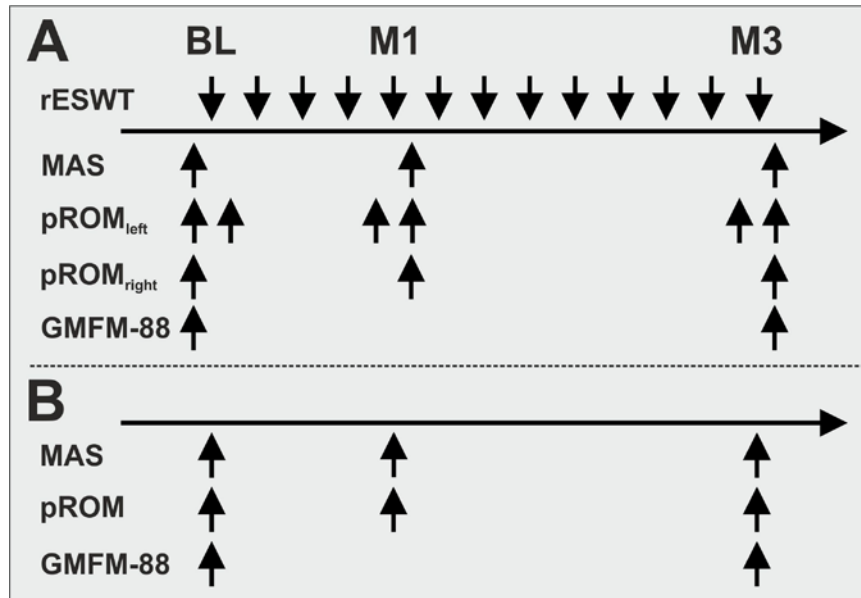 A BL M1 M3
rESWT
MAS
pROMleft
pROMright
GMFM-88
B
MAS
pROM
GMFM-88